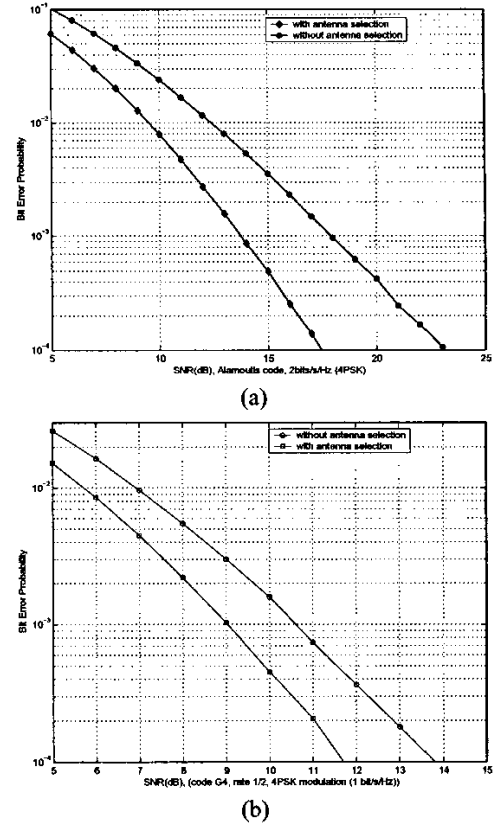 10⁻¹
with antenna selection
without antenna selection
10⁻²
Bit Error Probability
10⁻³
10⁻⁴
5 10 15 20 25
SNR(dB), Alamoutis code, 2bits/s/Hz (4PSK)
(a)
without antenna selection
with antenna selection
10⁻²
Bit Error Probability
10⁻³
10⁻⁴
5 6 7 8 9 10 11 12 13 14 15
SNR(dB), (code G4, rate 1/2, 4PSK modulation (1 bit/s/Hz))
(b)